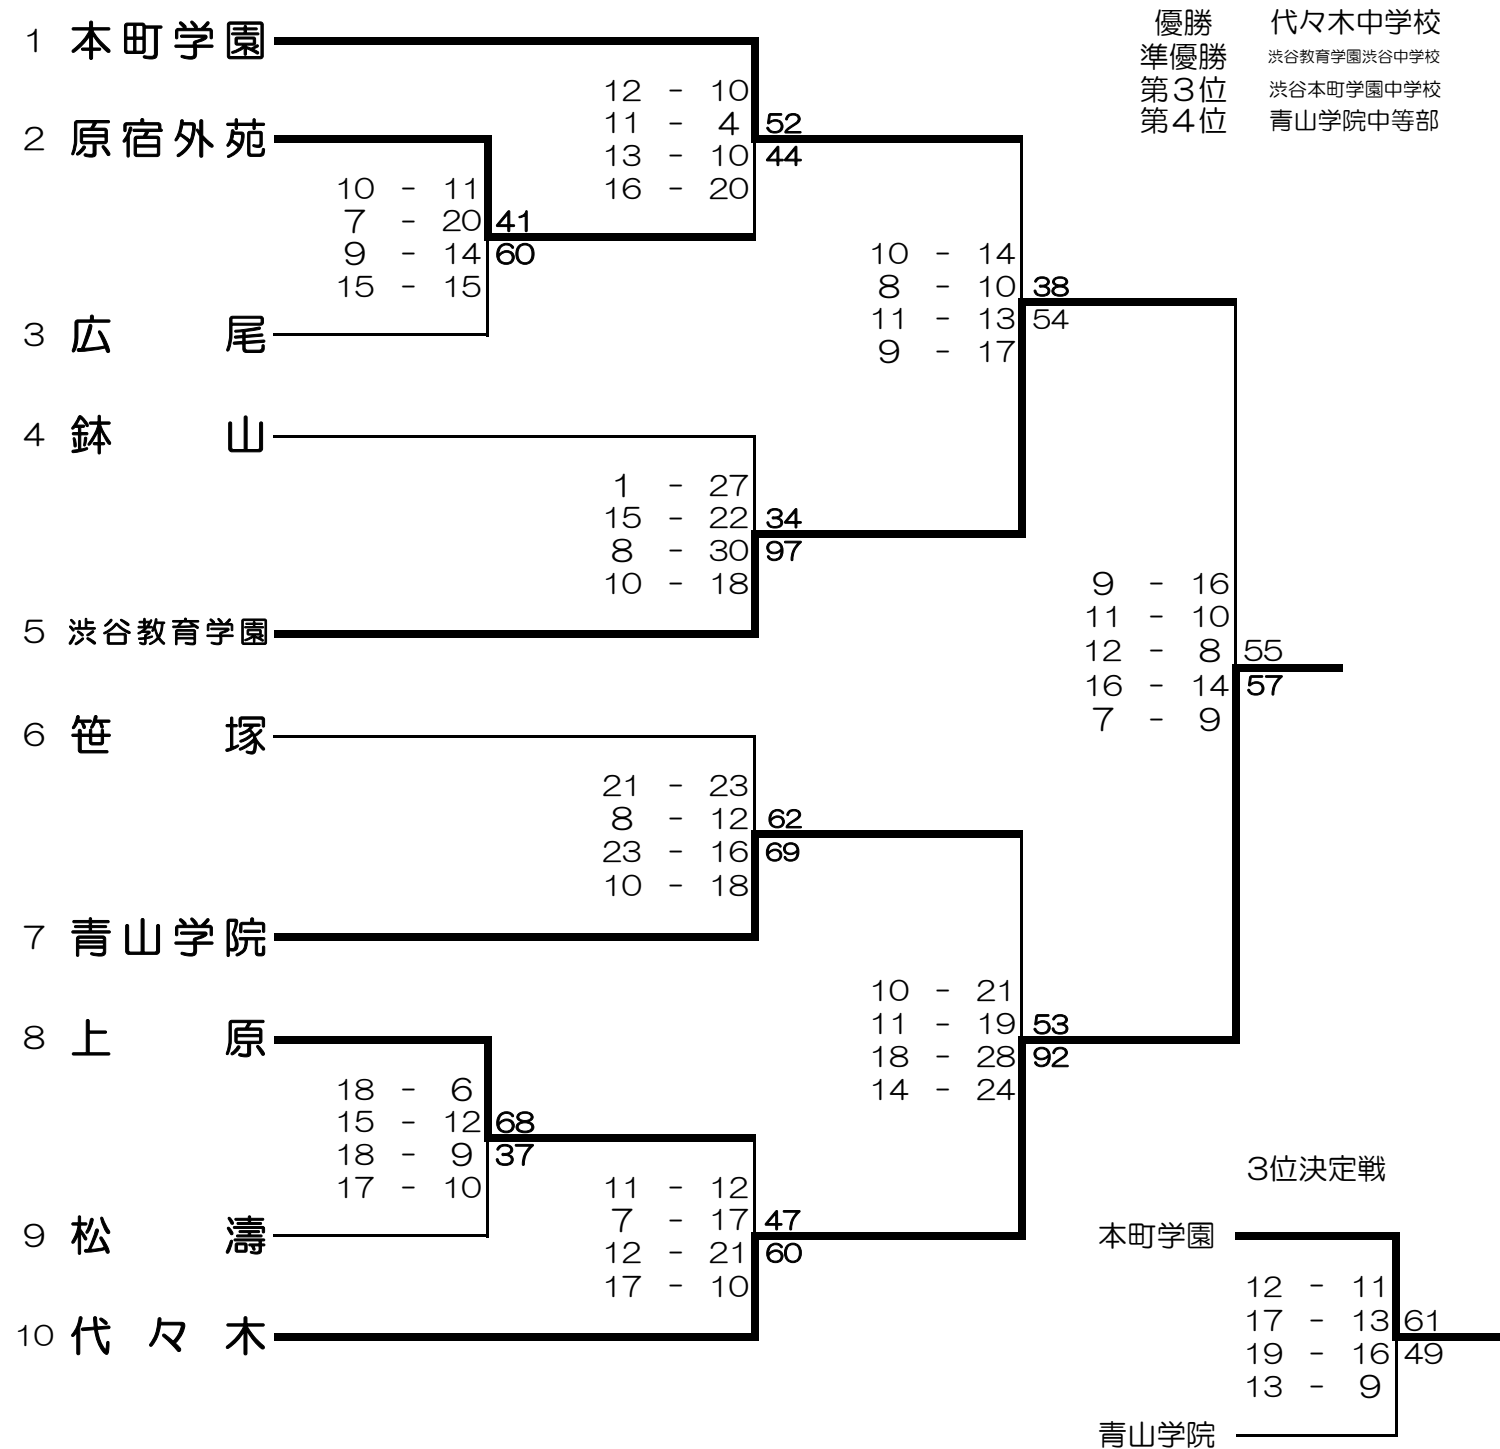 優勝 代々木中学校
準優勝 渋谷教育学園渋谷中学校
第3位 渋谷本町学園中学校
第4位 青山学院中等部
1 本町学園
12 - 10
11 - 4 52
13 - 10 44
16 - 20
2 原宿外苑
10 - 11
7 - 20 41
9 - 14 60
15 - 15
3 広尾
10 - 14
8 - 10 38
11 - 13 54
9 - 17
4 鉢山
1 - 27
15 - 22 34
8 - 30 97
10 - 18
5 渋谷教育学園
9 - 16
11 - 10
12 - 8 55
16 - 14 57
7 - 9
6 笹塚
21 - 23
8 - 12 62
23 - 16 69
10 - 18
7 青山学院
10 - 21
11 - 19 53
18 - 28 92
14 - 24
8 上原
18 - 6
15 - 12 68
18 - 9 37
17 - 10
9 松濤
11 - 12
7 - 17 47
12 - 21 60
17 - 10
10 代々木
3位決定戦
本町学園
12 - 11
17 - 13 61
19 - 16 49
13 - 9
青山学院